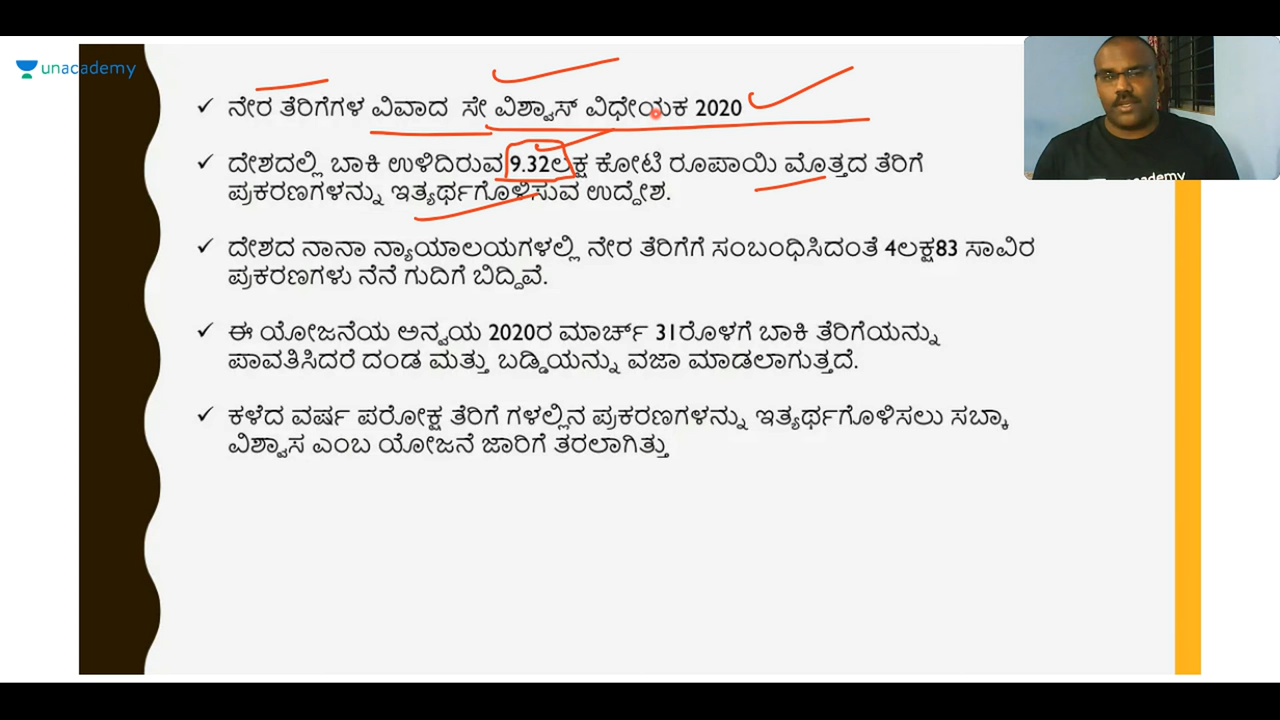 unacademy
ನೇರ ತೆರಿಗೆಗಳ ವಿವಾದ ಸೇ ವಿಶ್ವಾಸ್ ವಿಧೇಯಕ 2020
ದೇಶದಲ್ಲಿ ಬಾಕಿ ಉಳಿದಿರುವ 9.32ಲಕ್ಷ ಕೋಟಿ ರೂಪಾಯಿ ಮೊತ್ತದ ತೆರಿಗೆ
ಪ್ರಕರಣಗಳನ್ನು ಇತ್ಯರ್ಥಗೊಳಿಸುವ ಉದ್ದೇಶ.
ದೇಶದ ನಾನಾ ನ್ಯಾಯಾಲಯಗಳಲ್ಲಿ ನೇರ ತೆರಿಗೆಗೆ ಸಂಬಂಧಿಸಿದಂತೆ 4ಲಕ್ಷ83 ಸಾವಿರ
ಪ್ರಕರಣಗಳು ನೆನೆ ಗುದಿಗೆ ಬಿದ್ದಿವೆ.
ಈ ಯೋಜನೆಯ ಅನ್ವಯ 2020ರ ಮಾರ್ಚ್ 31ರೊಳಗೆ ಬಾಕಿ ತೆರಿಗೆಯನ್ನು
ಪಾವತಿಸಿದರೆ ದಂಡ ಮತ್ತು ಬಡ್ಡಿಯನ್ನು ವಜಾ ಮಾಡಲಾಗುತ್ತದೆ.
ಕಳೆದ ವರ್ಷ ಪರೋಕ್ಷ ತೆರಿಗೆ ಗಳಲ್ಲಿನ ಪ್ರಕರಣಗಳನ್ನು ಇತ್ಯರ್ಥಗೊಳಿಸಲು ಸಬ್ಕಾ
ವಿಶ್ವಾಸ ಎಂಬ ಯೋಜನೆ ಜಾರಿಗೆ ತರಲಾಗಿತ್ತು
unacademy